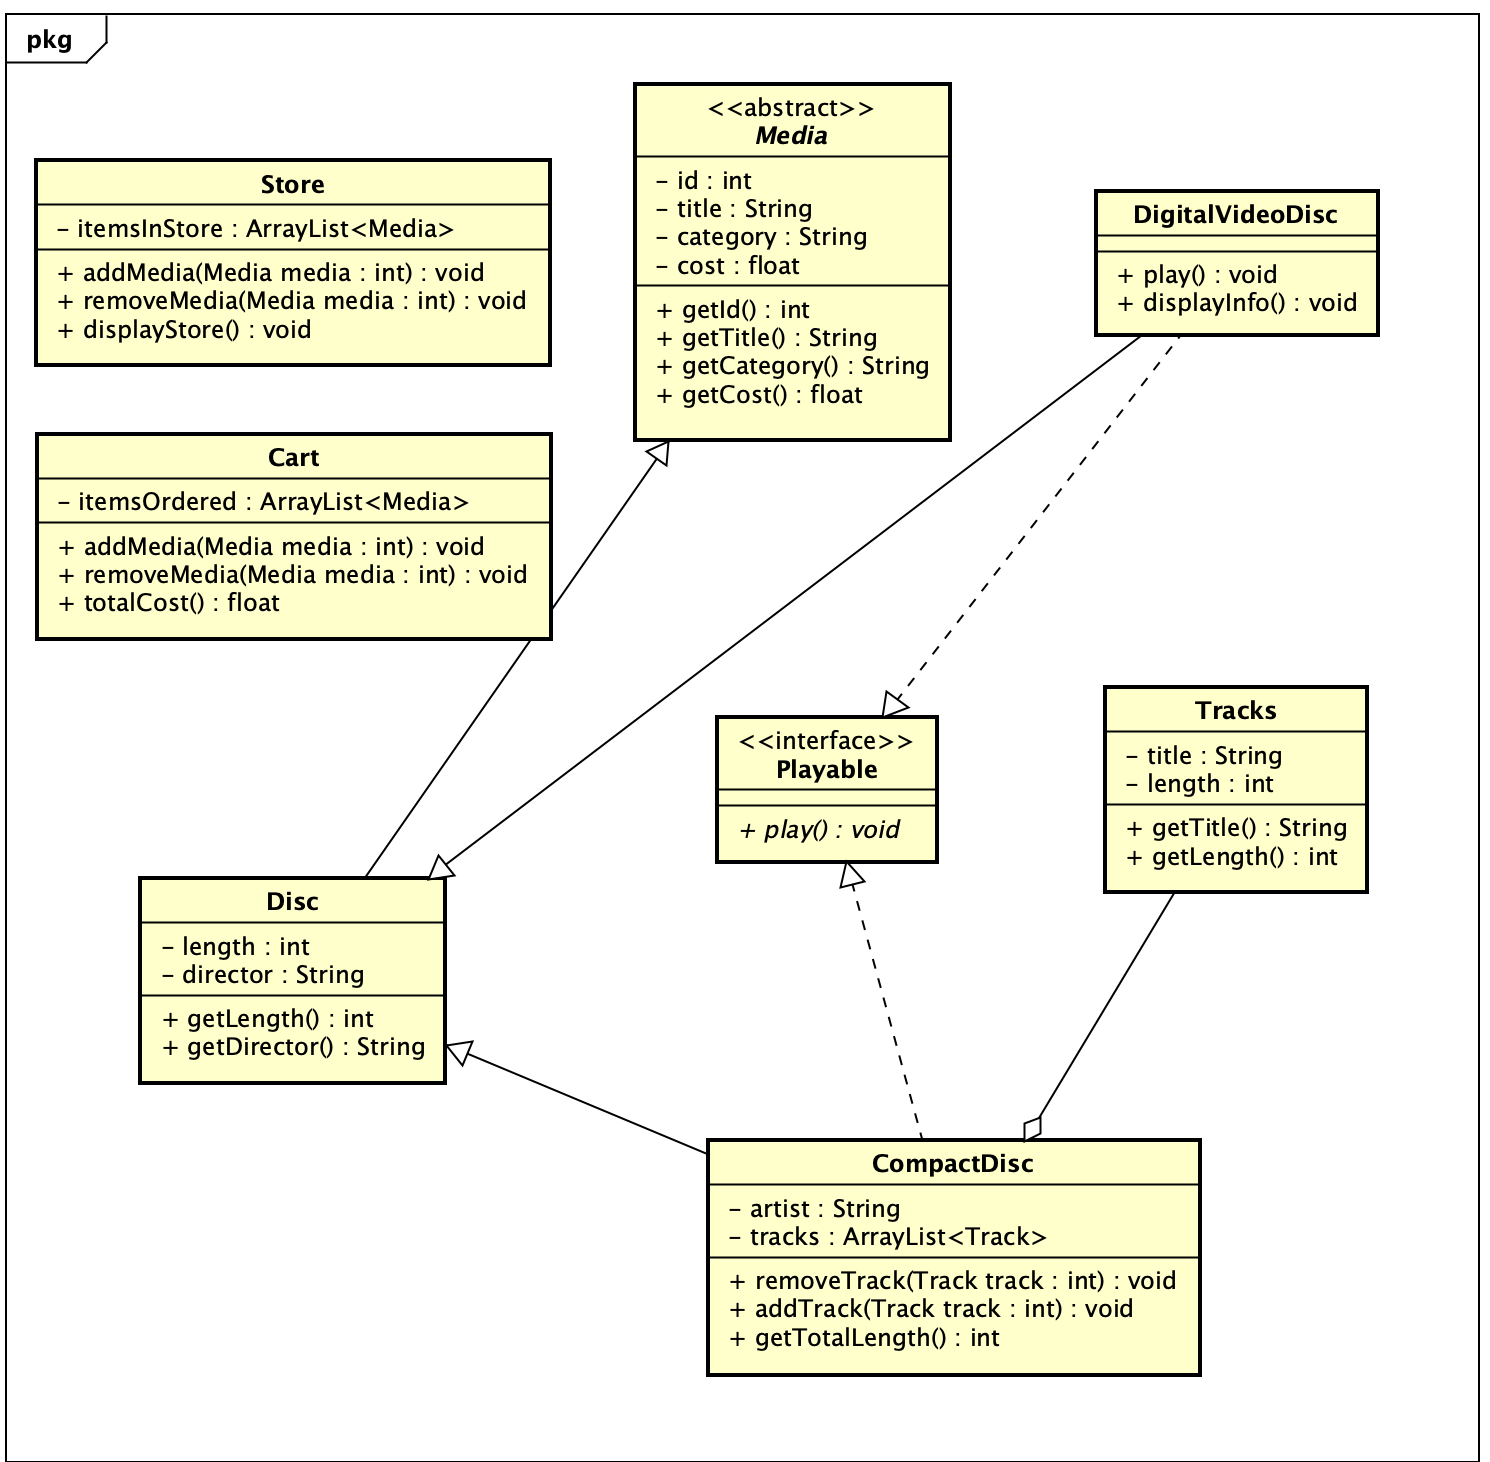 pkg
<<abstract>>
Media
- id : int
- title : String
- category : String
- cost : float
+ getId() : int
+ getTitle() : String
+ getCategory() : String
+ getCost() : float
Store
- itemsInStore : ArrayList<Media>
+ addMedia(Media media : int) : void
+ removeMedia(Media media : int) : void
+ displayStore() : void
DigitalVideoDisc
+ play() : void
+ displayInfo() : void
Cart
- itemsOrdered : ArrayList<Media>
+ addMedia(Media media : int) : void
+ removeMedia(Media media : int) : void
+ totalCost() : float
<<interface>>
Playable
+ play() : void
Tracks
- title : String
- length : int
+ getTitle() : String
+ getLength() : int
Disc
- length : int
- director : String
+ getLength() : int
+ getDirector() : String
CompactDisc
- artist : String
- tracks : ArrayList<Track>
+ removeTrack(Track track : int) : void
+ addTrack(Track track : int) : void
+ getTotalLength() : int